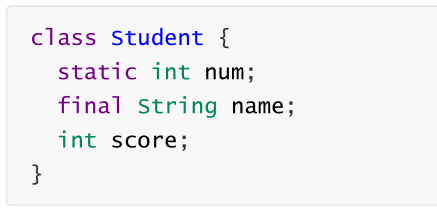 class Student {
  static int num;
  final String name;
  int score;
}